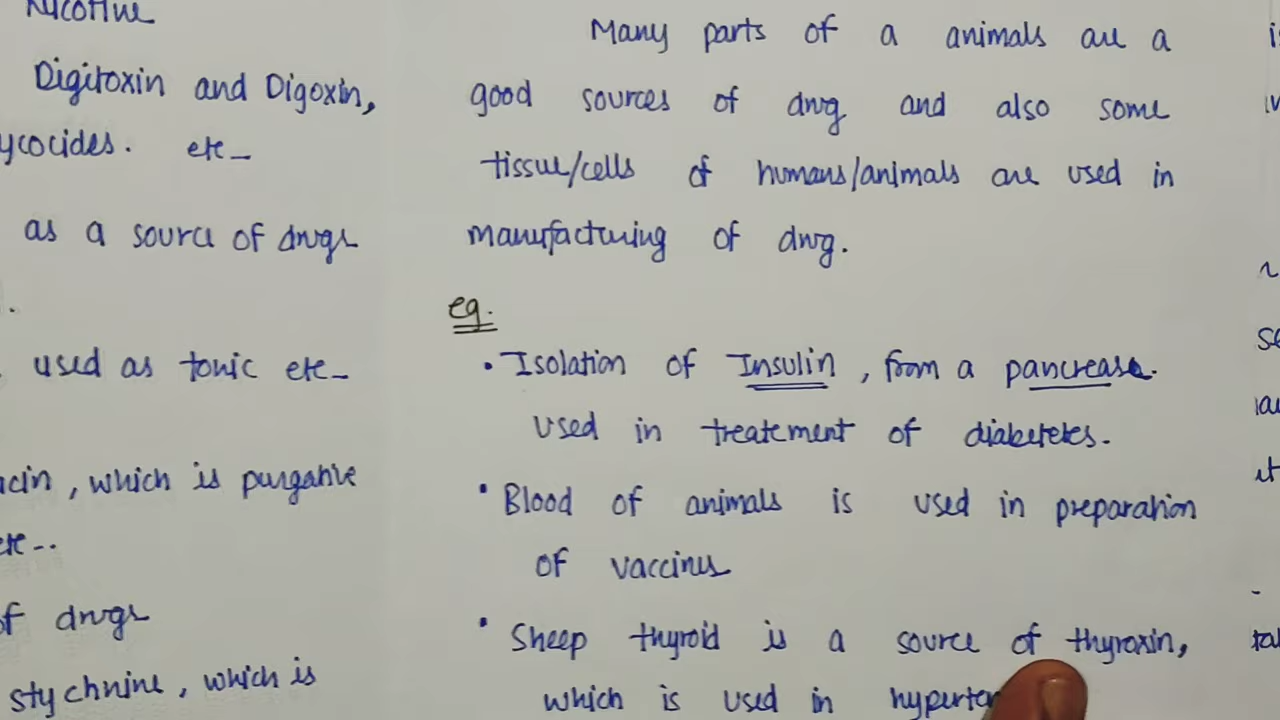 Digitoxin and Digoxin,
etc
as a source of drugs
used as tonic etc
, which is purgative
of drugs
stychnine, which is
Many parts of a animals are a
good sources of drug and also some
tissue/cells of humans/animals are used in
manufacturing of drug.
eg.
• Isolation of Insulin, from a pancreas.
used in treatement of diabetetes.
• Blood of animals is used in preparation
of vaccines
• Sheep thyroid is a source of thyroxin,
which is used in